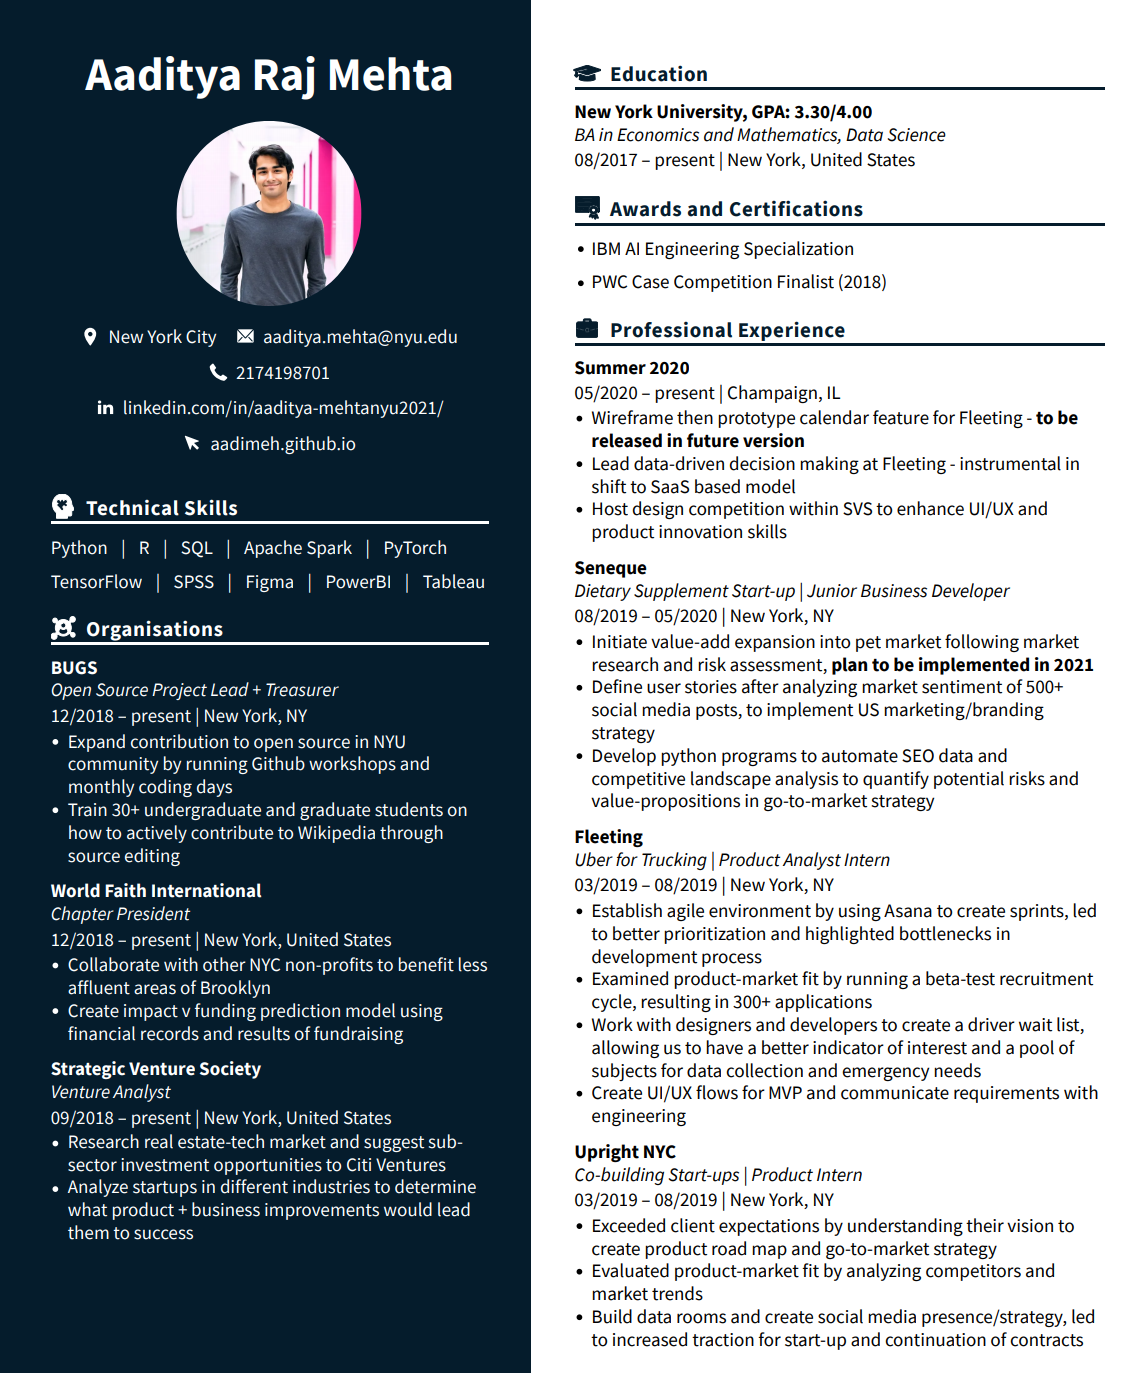 Aaditya Raj Mehta
New York City aaditya.mehta@nyu.edu
2174198701
linkedin.com/in/aaditya-mehtanyu2021/
aadimeh.github.io
Technical Skills
Python | R | SQL | Apache Spark | PyTorch
TensorFlow | SPSS | Figma | PowerBI | Tableau
Organisations
BUGS
Open Source Project Lead + Treasurer
12/2018 – present | New York, NY
• Expand contribution to open source in NYU
community by running Github workshops and
monthly coding days
• Train 30+ undergraduate and graduate students on
how to actively contribute to Wikipedia through
source editing
World Faith International
Chapter President
12/2018 – present | New York, United States
• Collaborate with other NYC non-profits to benefit less
affluent areas of Brooklyn
• Create impact v funding prediction model using
financial records and results of fundraising
Strategic Venture Society
Venture Analyst
09/2018 – present | New York, United States
• Research real estate-tech market and suggest sub-
sector investment opportunities to Citi Ventures
• Analyze startups in different industries to determine
what product + business improvements would lead
them to success
Education
New York University, GPA: 3.30/4.00
BA in Economics and Mathematics, Data Science
08/2017 – present | New York, United States
Awards and Certifications
• IBM AI Engineering Specialization
• PWC Case Competition Finalist (2018)
Professional Experience
Summer 2020
05/2020 – present | Champaign, IL
• Wireframe then prototype calendar feature for Fleeting - to be
released in future version
• Lead data-driven decision making at Fleeting - instrumental in
shift to SaaS based model
• Host design competition within SVS to enhance UI/UX and
product innovation skills
Seneque
Dietary Supplement Start-up | Junior Business Developer
08/2019 – 05/2020 | New York, NY
• Initiate value-add expansion into pet market following market
research and risk assessment, plan to be implemented in 2021
• Define user stories after analyzing market sentiment of 500+
social media posts, to implement US marketing/branding
strategy
• Develop python programs to automate SEO data and
competitive landscape analysis to quantify potential risks and
value-propositions in go-to-market strategy
Fleeting
Uber for Trucking | Product Analyst Intern
03/2019 – 08/2019 | New York, NY
• Establish agile environment by using Asana to create sprints, led
to better prioritization and highlighted bottlenecks in
development process
• Examined product-market fit by running a beta-test recruitment
cycle, resulting in 300+ applications
• Work with designers and developers to create a driver wait list,
allowing us to have a better indicator of interest and a pool of
subjects for data collection and emergency needs
• Create UI/UX flows for MVP and communicate requirements with
engineering
Upright NYC
Co-building Start-ups | Product Intern
03/2019 – 08/2019 | New York, NY
• Exceeded client expectations by understanding their vision to
create product road map and go-to-market strategy
• Evaluated product-market fit by analyzing competitors and
market trends
• Build data rooms and create social media presence/strategy, led
to increased traction for start-up and continuation of contracts